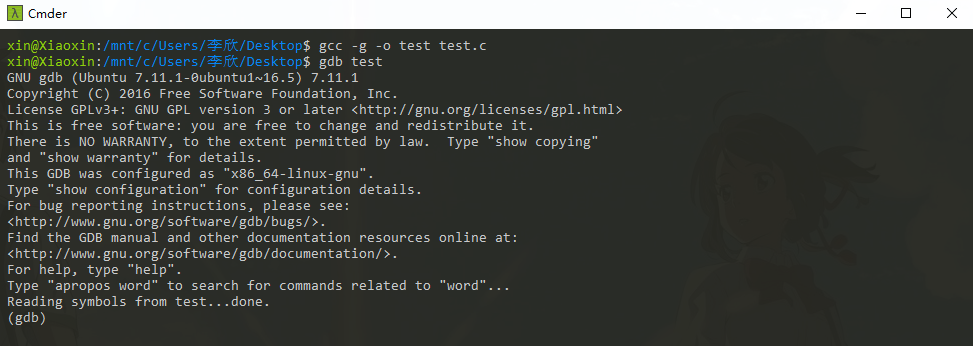 λ Cmder
xin@Xiaoxin:/mnt/c/Users/李欣/Desktop$ gcc -g -o test test.c
xin@Xiaoxin:/mnt/c/Users/李欣/Desktop$ gdb test
GNU gdb (Ubuntu 7.11.1-0ubuntu1~16.5) 7.11.1
Copyright (C) 2016 Free Software Foundation, Inc.
License GPLv3+: GNU GPL version 3 or later <http://gnu.org/licenses/gpl.html>
This is free software: you are free to change and redistribute it.
There is NO WARRANTY, to the extent permitted by law.  Type "show copying"
and "show warranty" for details.
This GDB was configured as "x86_64-linux-gnu".
Type "show configuration" for configuration details.
For bug reporting instructions, please see:
<http://www.gnu.org/software/gdb/bugs/>.
Find the GDB manual and other documentation resources online at:
<http://www.gnu.org/software/gdb/documentation/>.
For help, type "help".
Type "apropos word" to search for commands related to "word"...
Reading symbols from test...done.
(gdb)